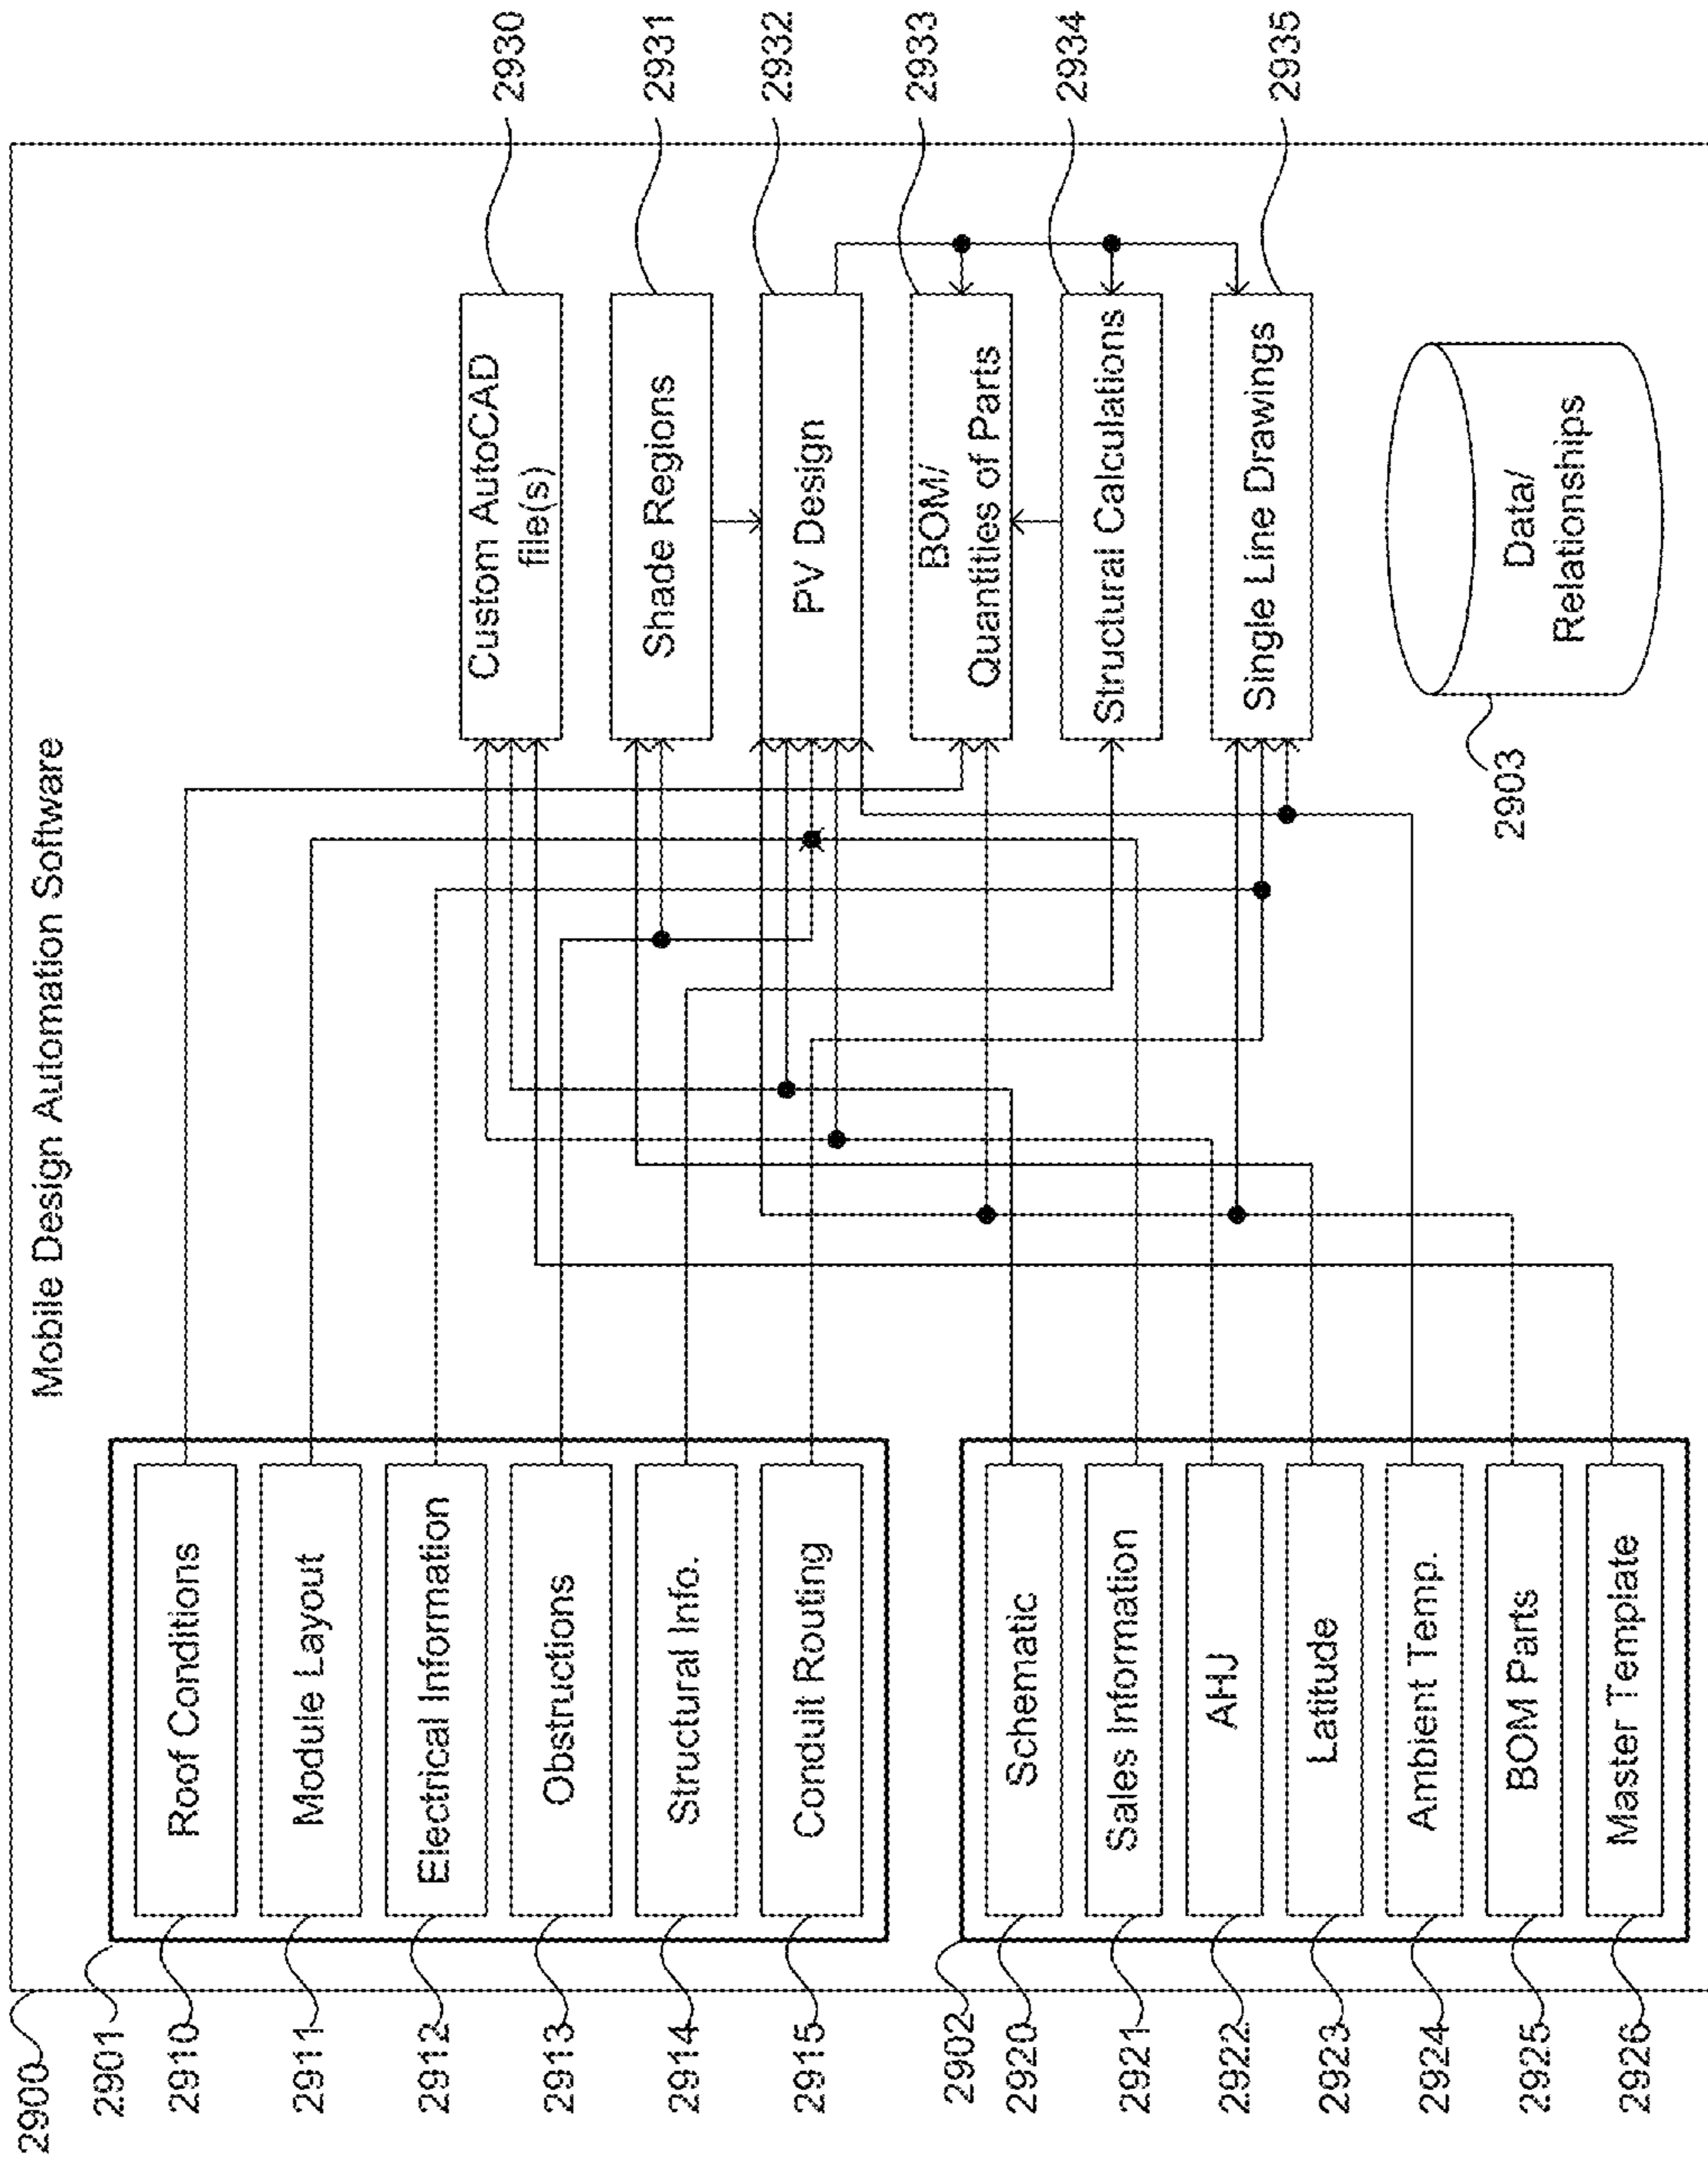 Mobile Design Automation Software
2900
2901
2910
Roof Conditions
2911
Module Layout
2912
Electrical Information
2913
Obstructions
2914
Structural Info.
2915
Conduit Routing
2902
2920
Schematic
2921
Sales Information
2922
AHJ
2923
Latitude
2924
Ambient Temp.
2925
BOM Parts
2926
Master Template
Custom AutoCAD
file(s)
2930
Shade Regions
2931
PV Design
2932
BOM/
Quantities of Parts
2933
Structural Calculations
2934
Single Line Drawings
2935
Data/
Relationships
2903